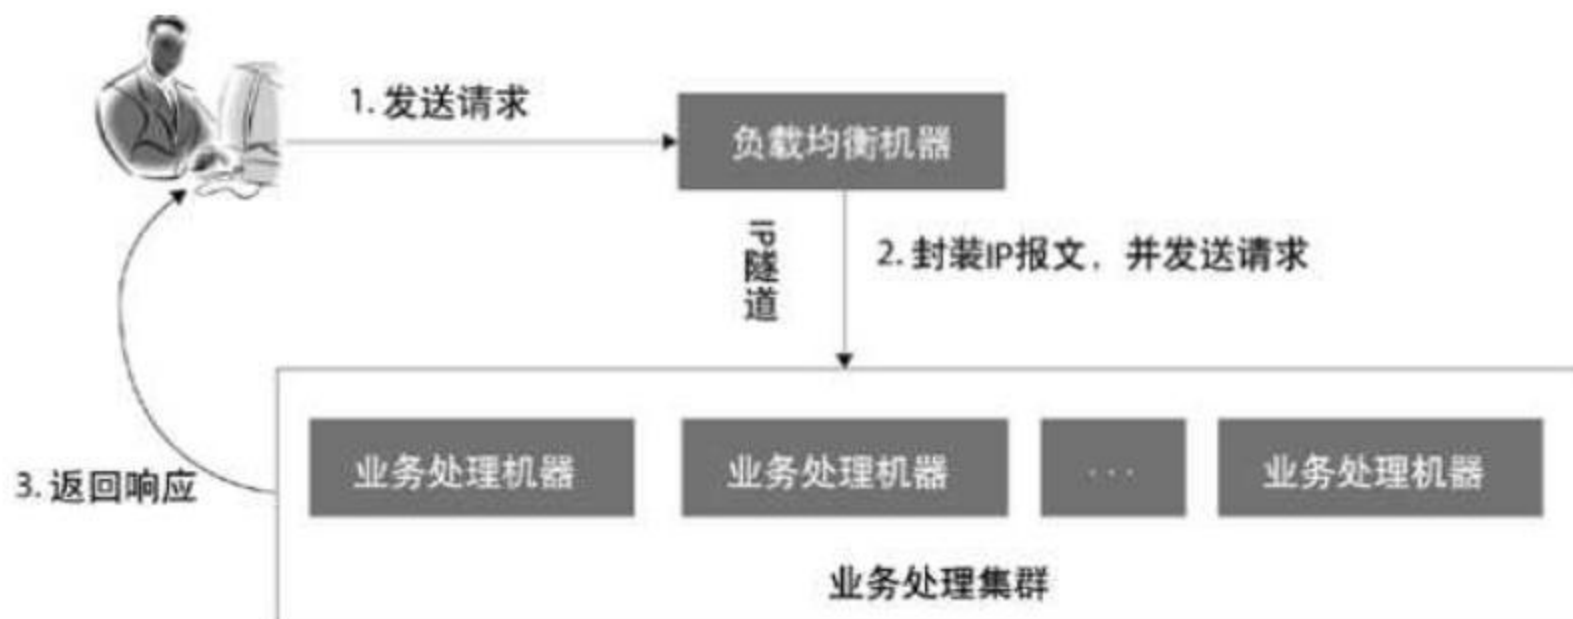 1. 发送请求
负载均衡机器
IP隧道
2. 封装IP报文，并发送请求
3. 返回响应
业务处理机器
业务处理机器
...
业务处理机器
业务处理集群